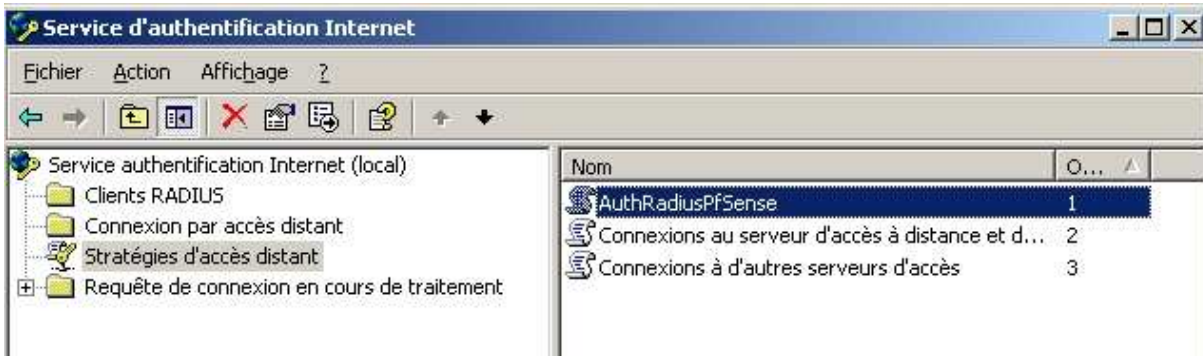 Service d'authentification Internet
Fichier Action Affichage ?
Service authentification Internet (local)
Clients RADIUS
Connexion par accès distant
Stratégies d'accès distant
Requête de connexion en cours de traitement
Nom O...
AuthRadiusPfSense 1
Connexions au serveur d'accès à distance et d... 2
Connexions à d'autres serveurs d'accès 3